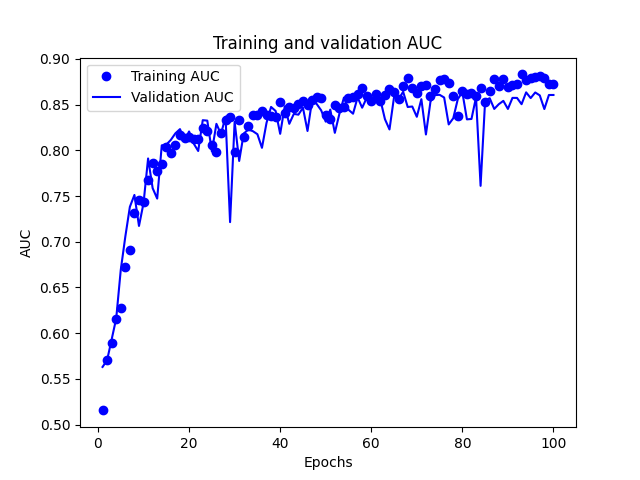 Training and validation AUC
Training AUC
Validation AUC
0.90
0.85
0.80
0.75
0.70
0.65
0.60
0.55
0.50
AUC
0 20 40 60 80 100
Epochs